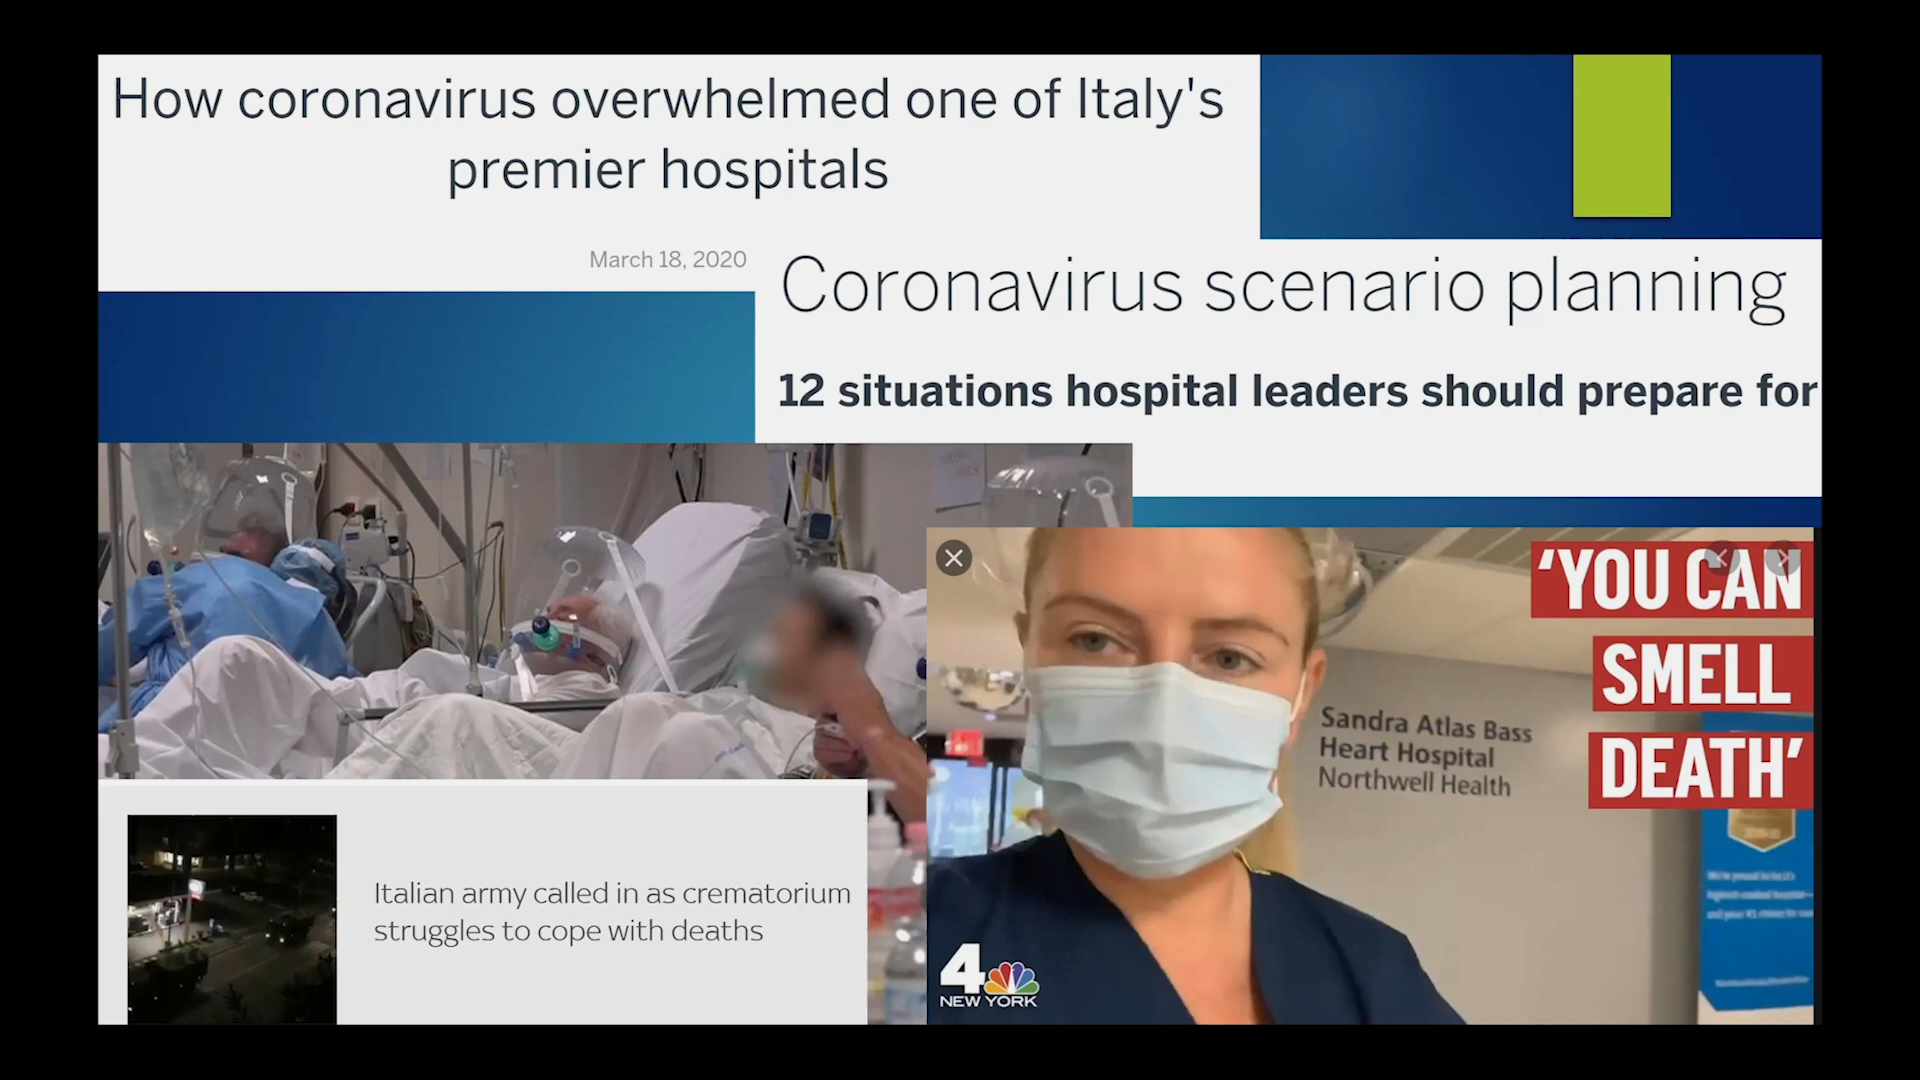 How coronavirus overwhelmed one of Italy's
premier hospitals
March 18, 2020
Coronavirus scenario planning
12 situations hospital leaders should prepare for
‘YOU CAN
SMELL
DEATH’
Sandra Atlas Bass
Heart Hospital
Northwell Health
Italian army called in as crematorium
struggles to cope with deaths
4
NEW YORK